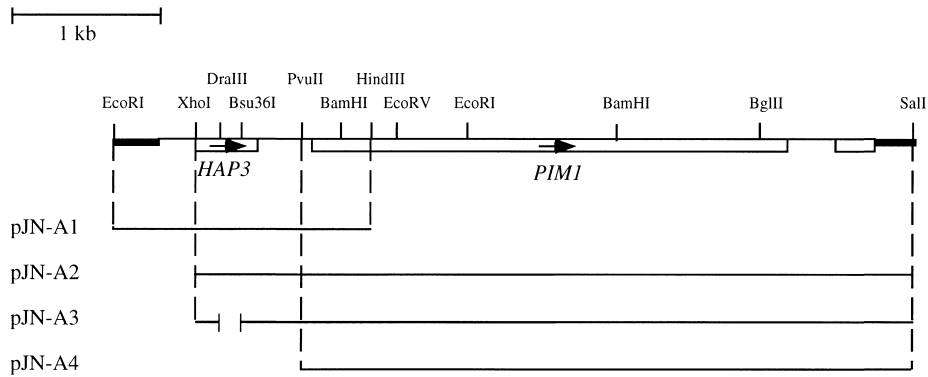 1 kb
DraIII PvuII HindIII
EcoRI XhoI Bsu36I BamHI EcoRV EcoRI BamHI BglII SalI
HAP3 PIM1
pJN-A1
pJN-A2
pJN-A3
pJN-A4